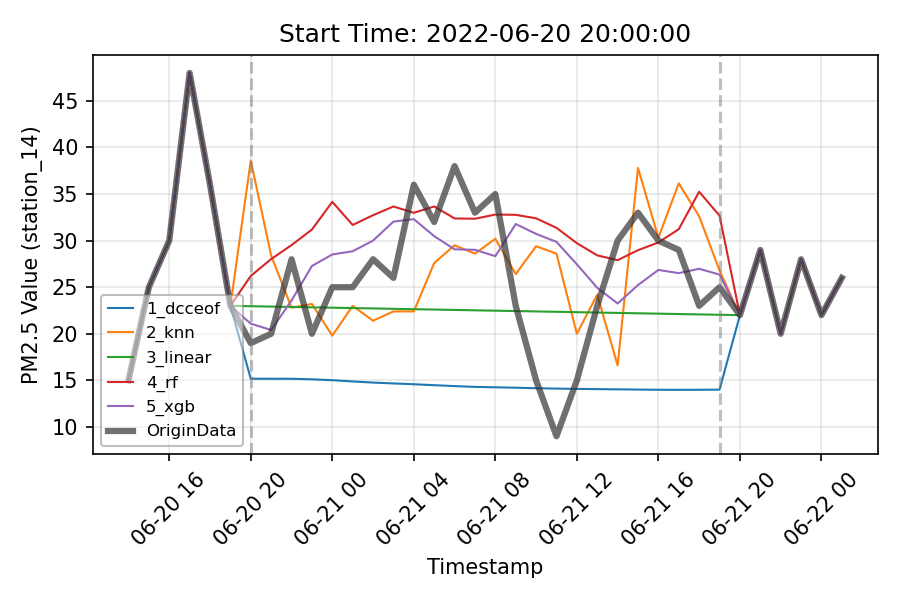 Start Time: 2022-06-20 20:00:00
PM2.5 Value (station_14)
45
40
35
30
25
20
15
10
1_dcceof
2_knn
3_linear
4_rf
5_xgb
OriginData
06-20 16
06-20 20
06-21 00
06-21 04
06-21 08
06-21 12
06-21 16
06-21 20
06-22 00
Timestamp